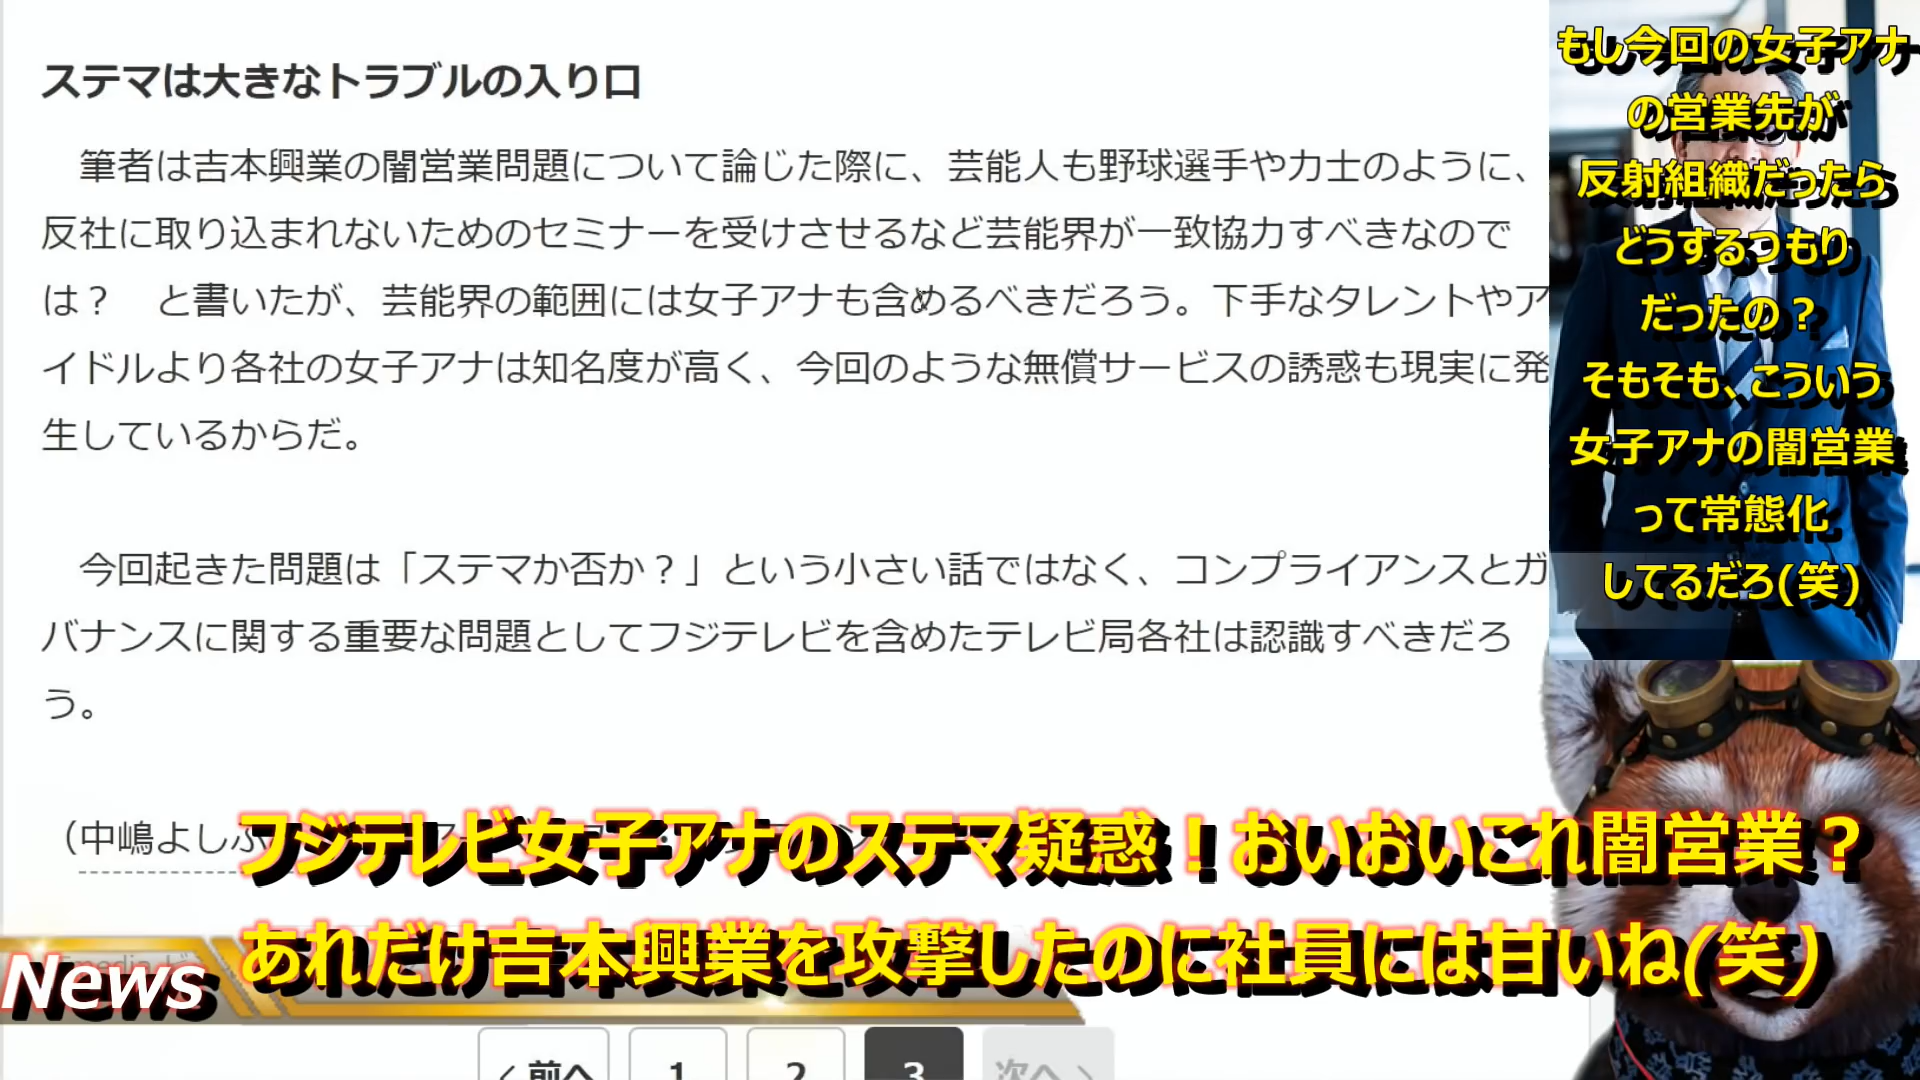 ステマは大きなトラブルの入り口
筆者は吉本興業の闇営業問題について論じた際に、芸能人も野球選手や力士のように、
反社に取り込まれないためのセミナーを受けさせるなど芸能界が一致協力すべきなので
は？　と書いたが、芸能界の範囲には女子アナも含めるべきだろう。下手なタレントやア
イドルより各社の女子アナは知名度が高く、今回のような無償サービスの誘惑も現実に発
生しているからだ。
今回起きた問題は「ステマか否か？」という小さい話ではなく、コンプライアンスとガ
バナンスに関する重要な問題としてフジテレビを含めたテレビ局各社は認識すべきだろ
う。
（中嶋よしふ
もし今回の女子アナ
の営業先が
反射組織だったら
どうするつもり
だったの？
そもそも、こういう
女子アナの闇営業
って常態化
してるだろ(笑)
フジテレビ女子アナのステマ疑惑！おいおいこれ闇営業？
あれだけ吉本興業を攻撃したのに社員には甘いね(笑)
News
前へ 1 2 3 次へ